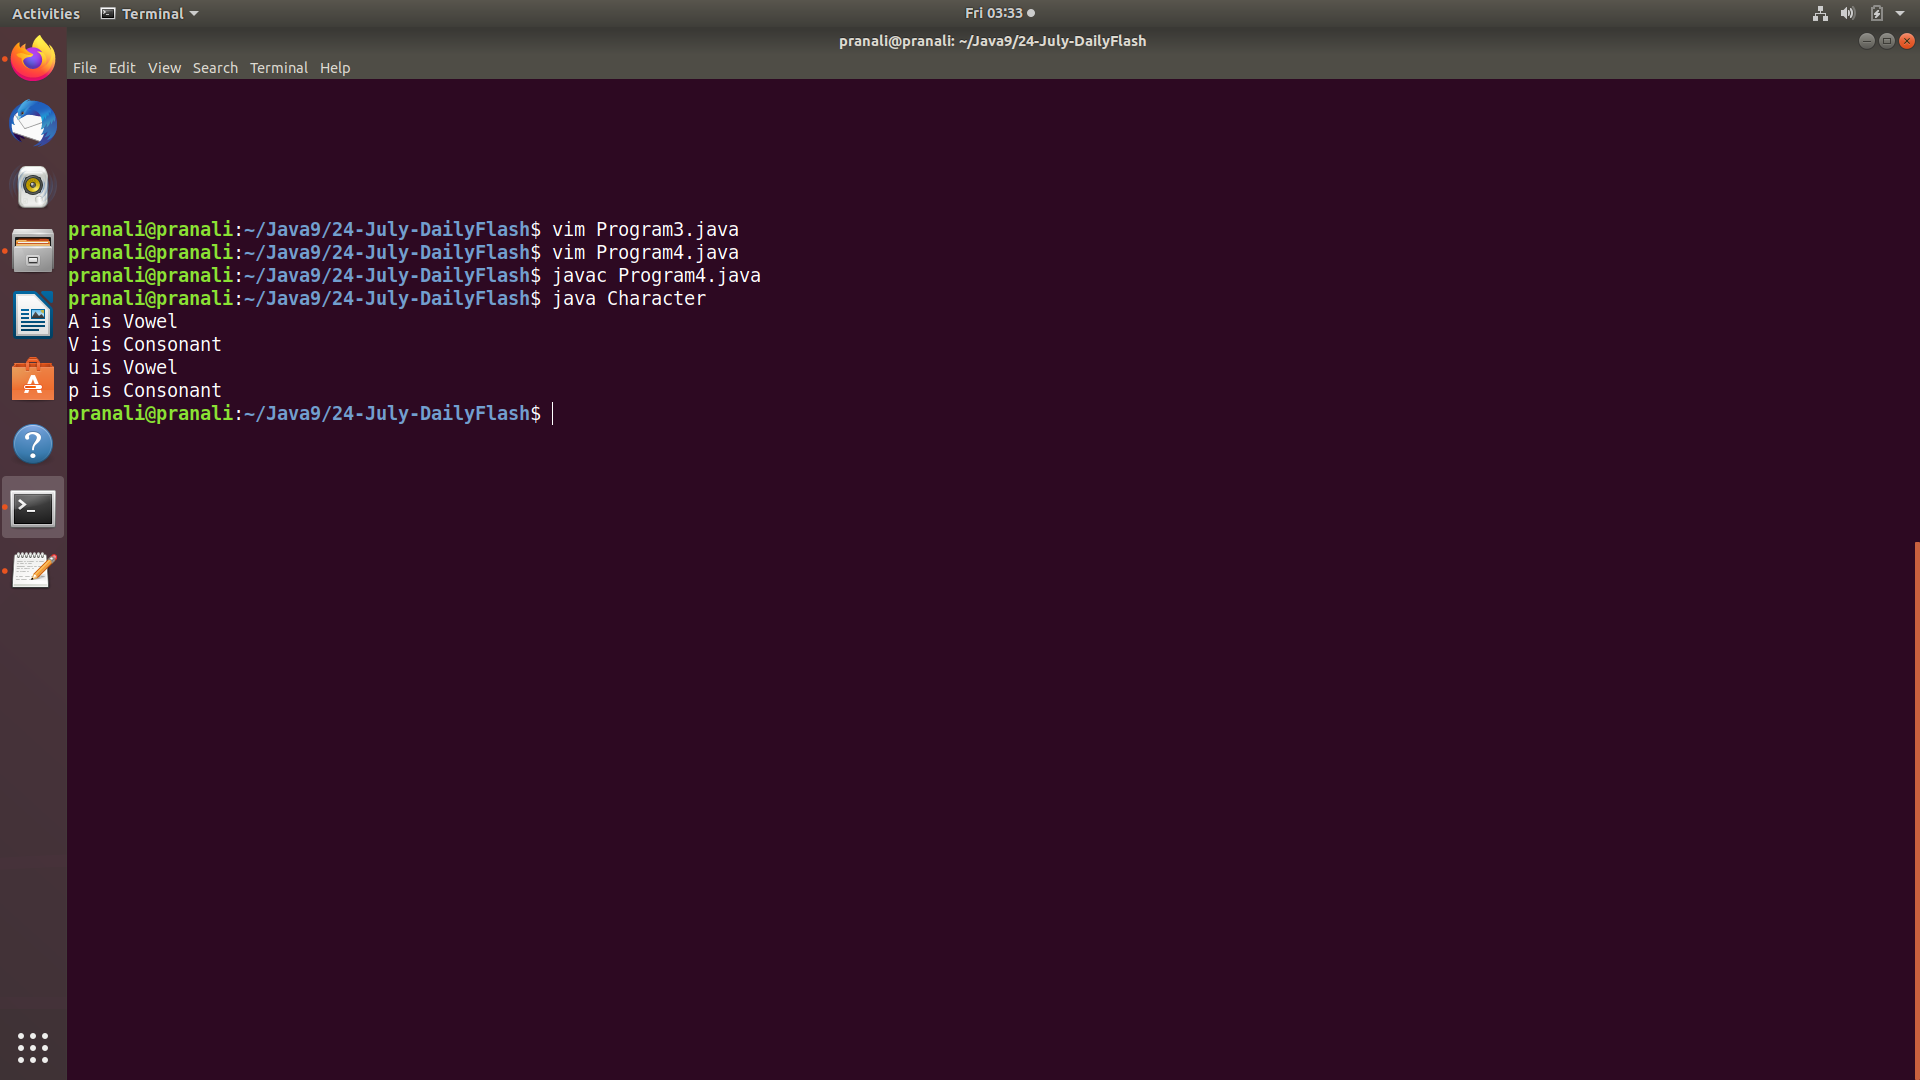 Activities Terminal Fri 03:33
pranali@pranali: ~/Java9/24-July-DailyFlash
File Edit View Search Terminal Help
pranali@pranali:~/Java9/24-July-DailyFlash$ vim Program3.java
pranali@pranali:~/Java9/24-July-DailyFlash$ vim Program4.java
pranali@pranali:~/Java9/24-July-DailyFlash$ javac Program4.java
pranali@pranali:~/Java9/24-July-DailyFlash$ java Character
A is Vowel
V is Consonant
u is Vowel
p is Consonant
pranali@pranali:~/Java9/24-July-DailyFlash$